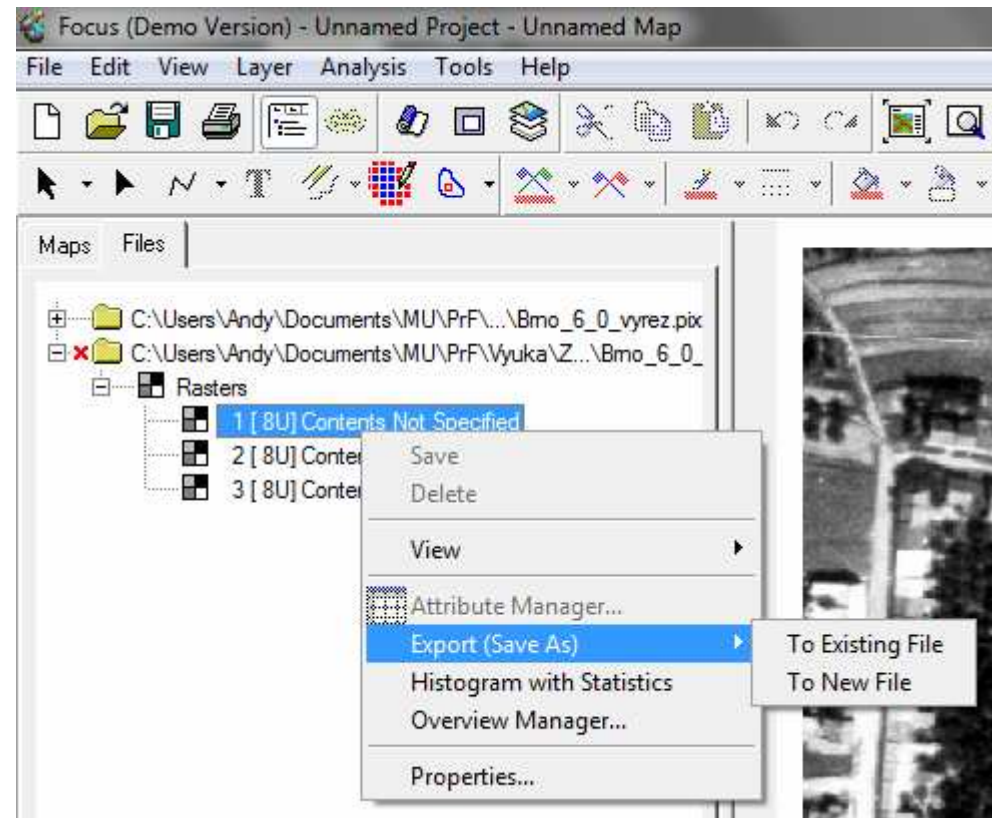 Focus (Demo Version) - Unnamed Project - Unnamed Map
File Edit View Layer Analysis Tools Help
Maps Files
C:\Users\Andy\Documents\MU\PrF\...\Brno_6_0_vyrez.pix
C:\Users\Andy\Documents\MU\PrF\Vyuka\Z...\Brno_6_0_
Rasters
1 [ 8U] Contents Not Specified
2 [ 8U] Conter
3 [ 8U] Conter
Save
Delete
View
Attribute Manager...
Export (Save As)
To Existing File
Histogram with Statistics
To New File
Overview Manager...
Properties...